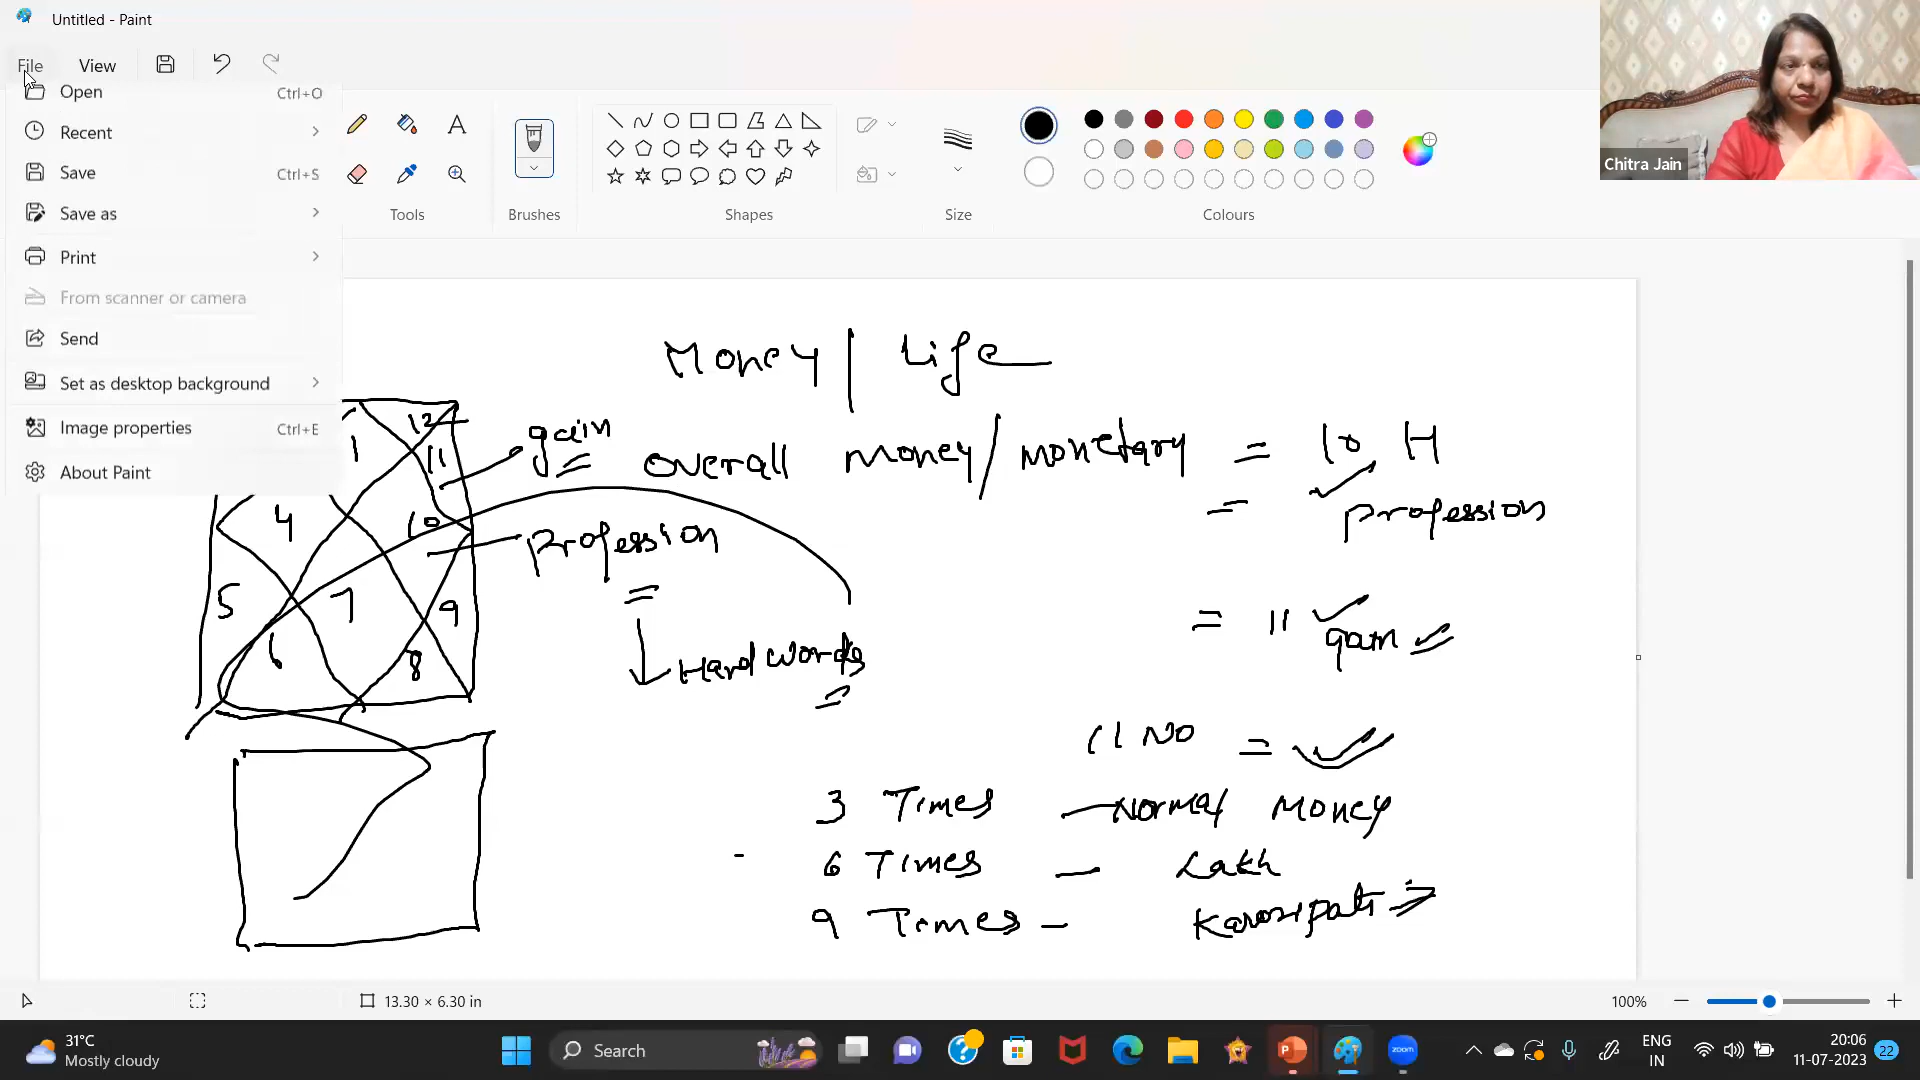 Untitled - Paint
File
View
Open Ctrl+O
Recent
Save Ctrl+S
Save as
Print
From scanner or camera
Send
Set as desktop background
Image properties Ctrl+E
About Paint
Tools
Brushes
Shapes
Size
Colours
Chitra Jain
Money | Life
12
1
11
gain
overall money/monetary = 10 H
= profession
4
10
profession
5
7
9
= 11 gain
6
8
Hard words
11 No =
3 Times - Normal Money
6 Times - Lakh
9 Times - Karoripati
13.30 × 6.30 in
100%
31°C
Mostly cloudy
Search
zoom
ENG
IN
20:06
11-07-2023
22